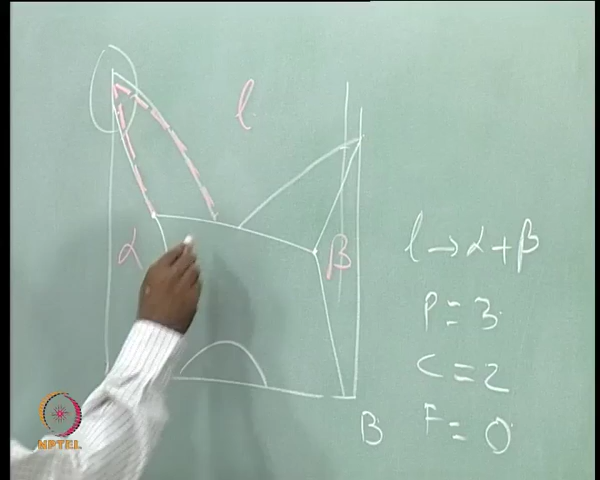 l
α
β
l → α + β
P = 3
C = 2
F = 0
B
NPTEL